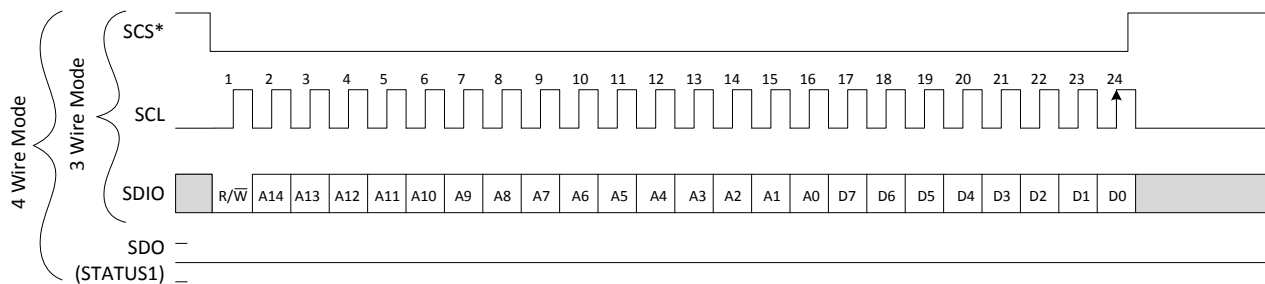 4 Wire Mode
3 Wire Mode
SCS*
1 2 3 4 5 6 7 8 9 10 11 12 13 14 15 16 17 18 19 20 21 22 23 24
SCL
SDIO R/W̅ A14 A13 A12 A11 A10 A9 A8 A7 A6 A5 A4 A3 A2 A1 A0 D7 D6 D5 D4 D3 D2 D1 D0
SDO
(STATUS1)